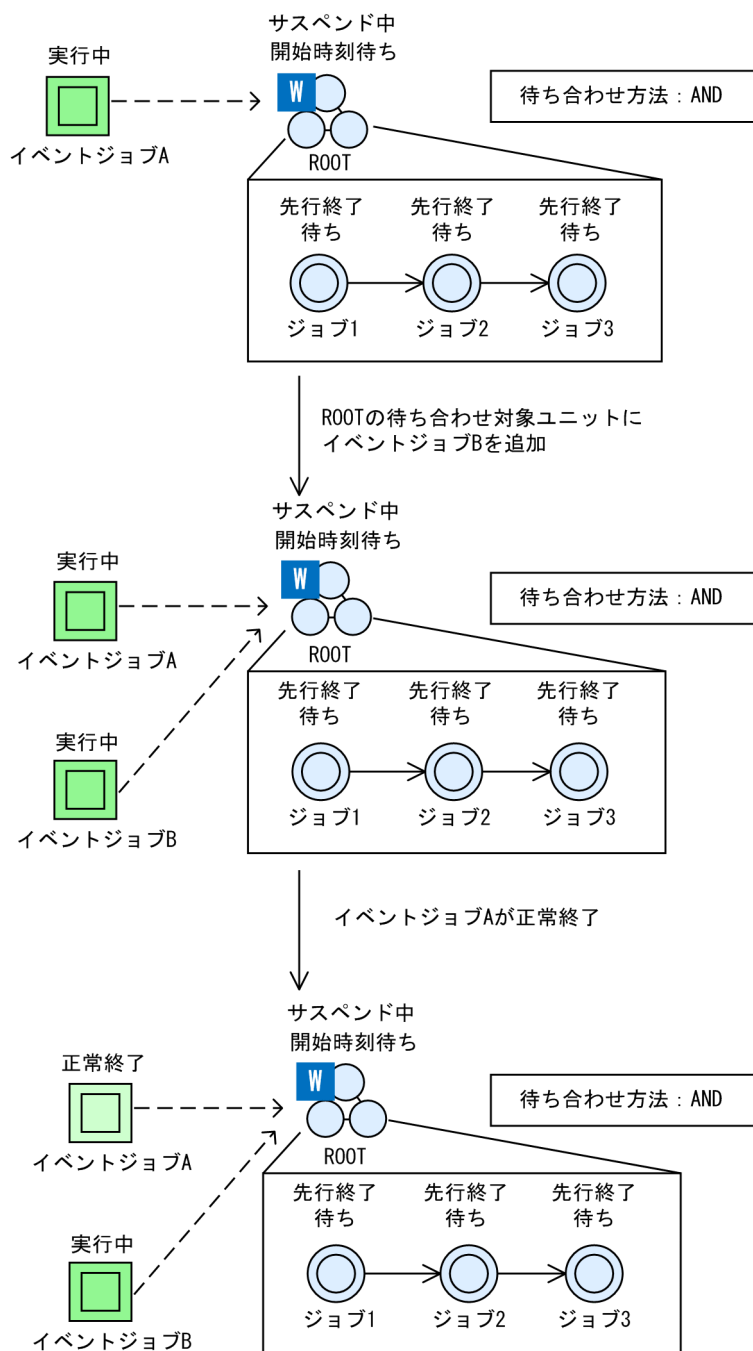 サスペンド中
開始時刻待ち
実行中
W
待ち合わせ方法：AND
イベントジョブA
ROOT
先行終了 先行終了 先行終了
待ち 待ち 待ち
ジョブ1 ジョブ2 ジョブ3
ROOTの待ち合わせ対象ユニットに
イベントジョブBを追加
サスペンド中
開始時刻待ち
実行中
W
待ち合わせ方法：AND
イベントジョブA
ROOT
先行終了 先行終了 先行終了
待ち 待ち 待ち
実行中
ジョブ1 ジョブ2 ジョブ3
イベントジョブB
イベントジョブAが正常終了
サスペンド中
開始時刻待ち
正常終了
W
待ち合わせ方法：AND
イベントジョブA
ROOT
先行終了 先行終了 先行終了
待ち 待ち 待ち
実行中
ジョブ1 ジョブ2 ジョブ3
イベントジョブB